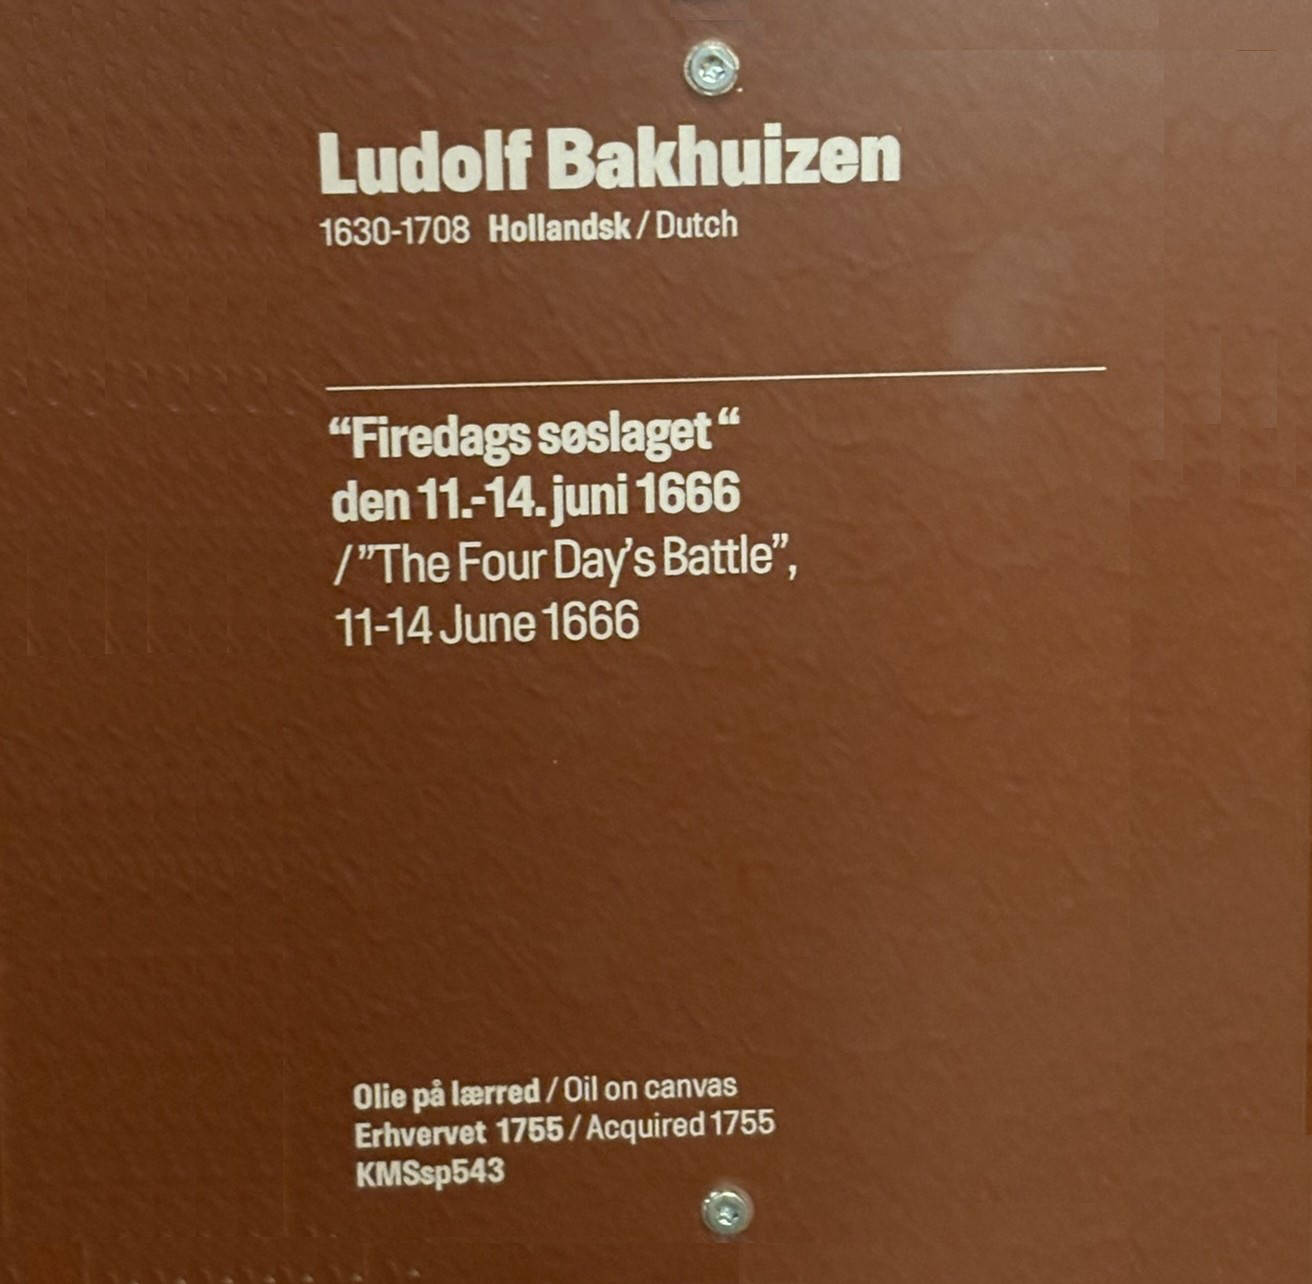 Ludolf Bakhuizen
1630-1708 Hollandsk / Dutch
“Firedags søslaget “
den 11.-14. juni 1666
/ ”The Four Day’s Battle”,
11-14 June 1666
Olie på lærred / Oil on canvas
Erhvervet 1755 / Acquired 1755
KMSsp543